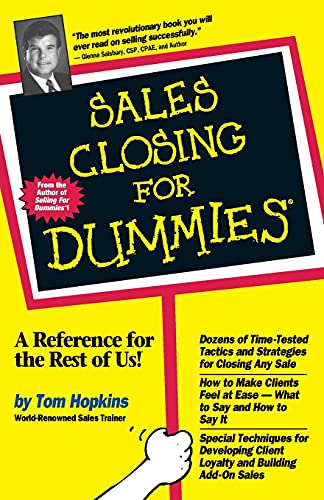 "The most revolutionary book you will
ever read on selling successfully."
— Glenna Salsbury, CSP, CPAE, and Author
SALES
CLOSING
FOR
DUMMIES®
From the
Author of
Selling For
Dummies®!
A Reference for
the Rest of Us!
by Tom Hopkins
World-Renowned Sales Trainer
Dozens of Time-Tested
Tactics and Strategies
for Closing Any Sale
How to Make Clients
Feel at Ease — What
to Say and How to
Say It
Special Techniques for
Developing Client
Loyalty and Building
Add-On Sales